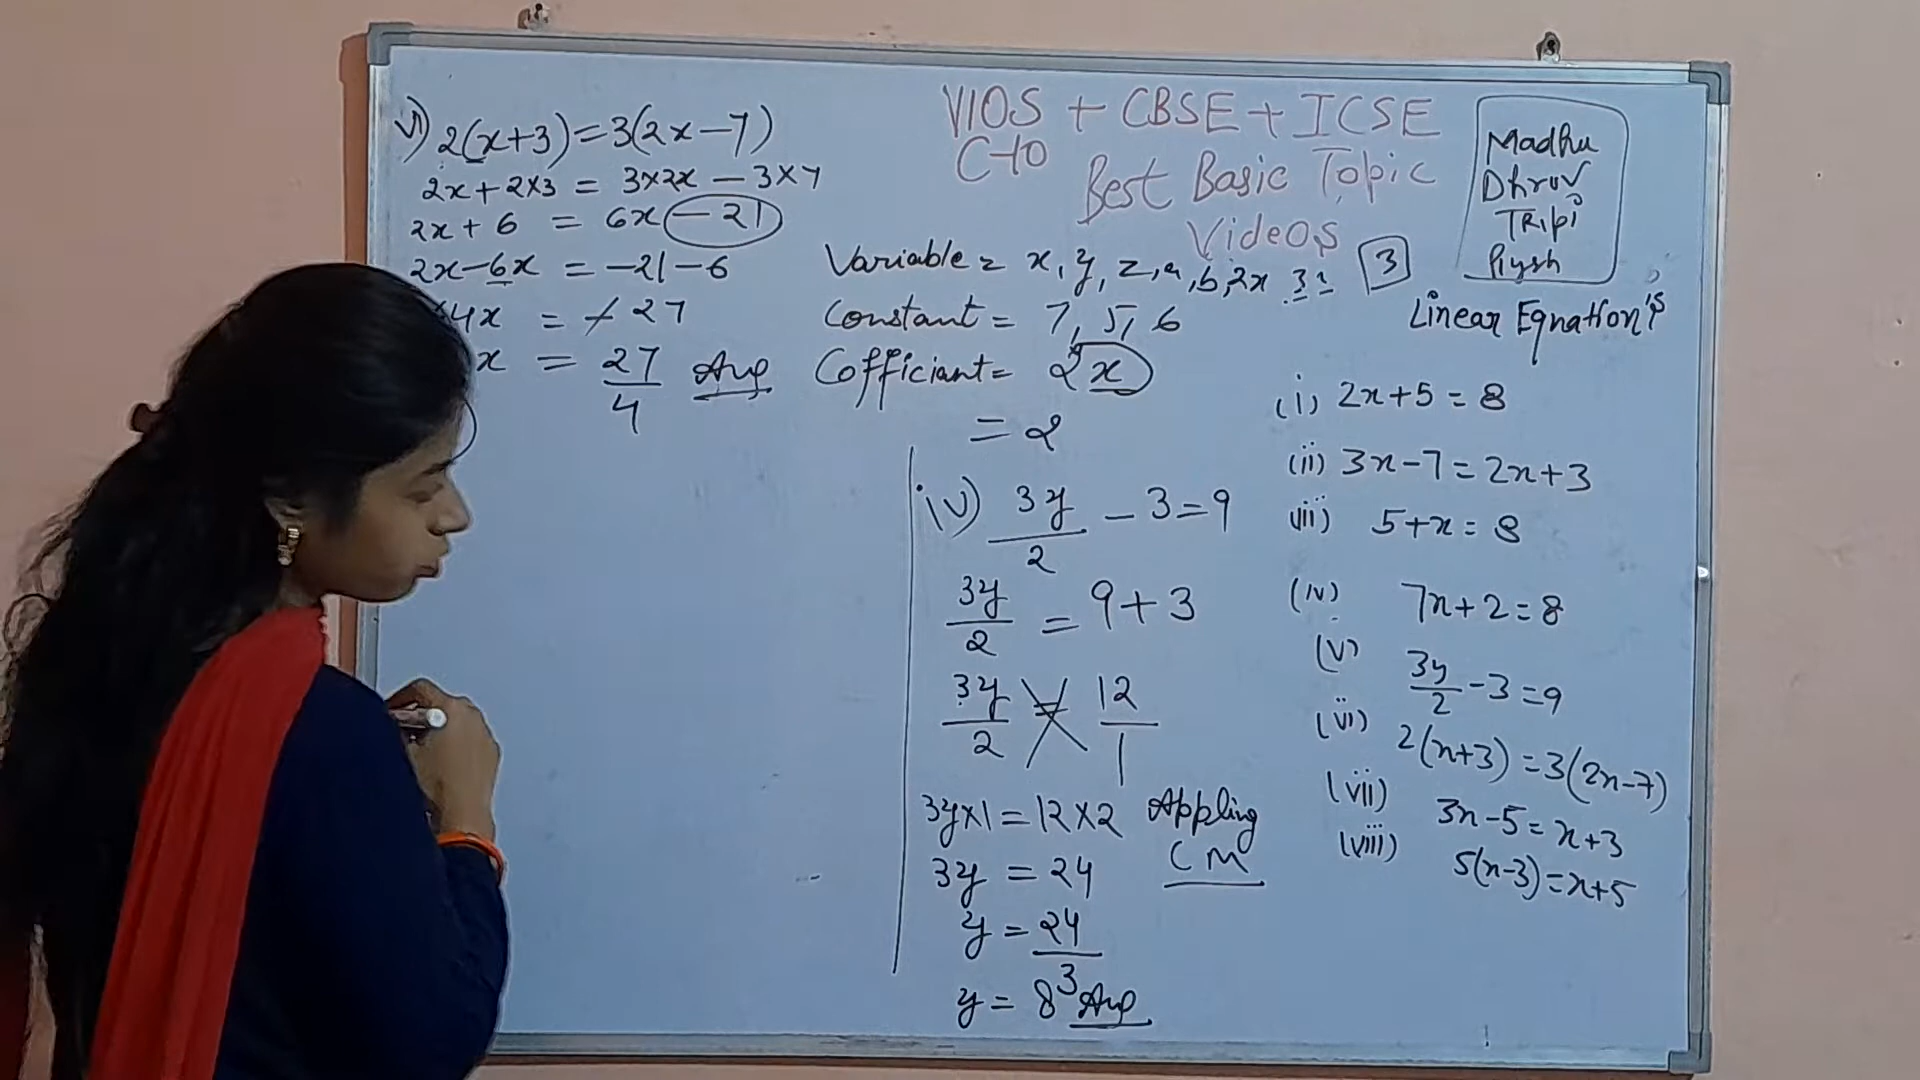 vi) 2(x+3)=3(2x-7)
2x+2×3 = 3×2x-3×7
2x+6 = 6x-21
2x-6x = -21-6
4x = -27
x = 27/4 Ans
VIOS + CBSE + ICSE
C-10
Best Basic Topic
Videos
Madhu
Dhruv
TRipi
Piysh
Variable = x, y, z, a, b, 2x 3z 3
Constant = 7, 5, 6
Cofficiant = 2x
= 2
Linear Equation's
iv) 3y/2 - 3 = 9
3y/2 = 9+3
3y/2 = 12/1
3y×1 = 12×2 Appling
CM
3y = 24
y = 24/3
y = 8 Ans
(i) 2x+5 = 8
(ii) 3x-7 = 2x+3
(iii) 5+x = 8
(iv) 7x+2 = 8
(v) 3y/2 - 3 = 9
(vi) 2(x+3) = 3(2x-7)
(vii) 3x-5 = x+3
(viii) 5(x-3) = x+5